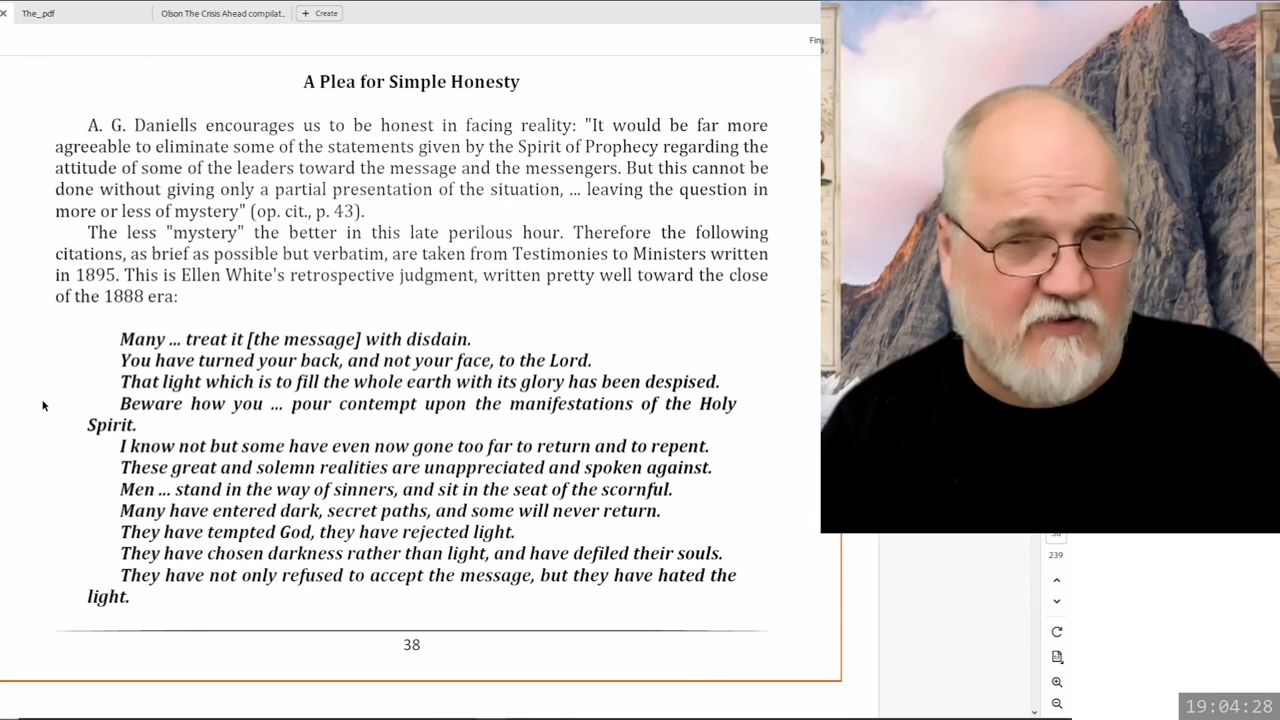 The_.pdf
Olson The Crisis Ahead compilat..
+ Create
A Plea for Simple Honesty
A. G. Daniells encourages us to be honest in facing reality: "It would be far more
agreeable to eliminate some of the statements given by the Spirit of Prophecy regarding the
attitude of some of the leaders toward the message and the messengers. But this cannot be
done without giving only a partial presentation of the situation, ... leaving the question in
more or less of mystery" (op. cit., p. 43).
The less "mystery" the better in this late perilous hour. Therefore the following
citations, as brief as possible but verbatim, are taken from Testimonies to Ministers written
in 1895. This is Ellen White's retrospective judgment, written pretty well toward the close
of the 1888 era:
Many ... treat it [the message] with disdain.
You have turned your back, and not your face, to the Lord.
That light which is to fill the whole earth with its glory has been despised.
Beware how you ... pour contempt upon the manifestations of the Holy
Spirit.
I know not but some have even now gone too far to return and to repent.
These great and solemn realities are unappreciated and spoken against.
Men ... stand in the way of sinners, and sit in the seat of the scornful.
Many have entered dark, secret paths, and some will never return.
They have tempted God, they have rejected light.
They have chosen darkness rather than light, and have defiled their souls.
They have not only refused to accept the message, but they have hated the
light.
38
239
19:04:28